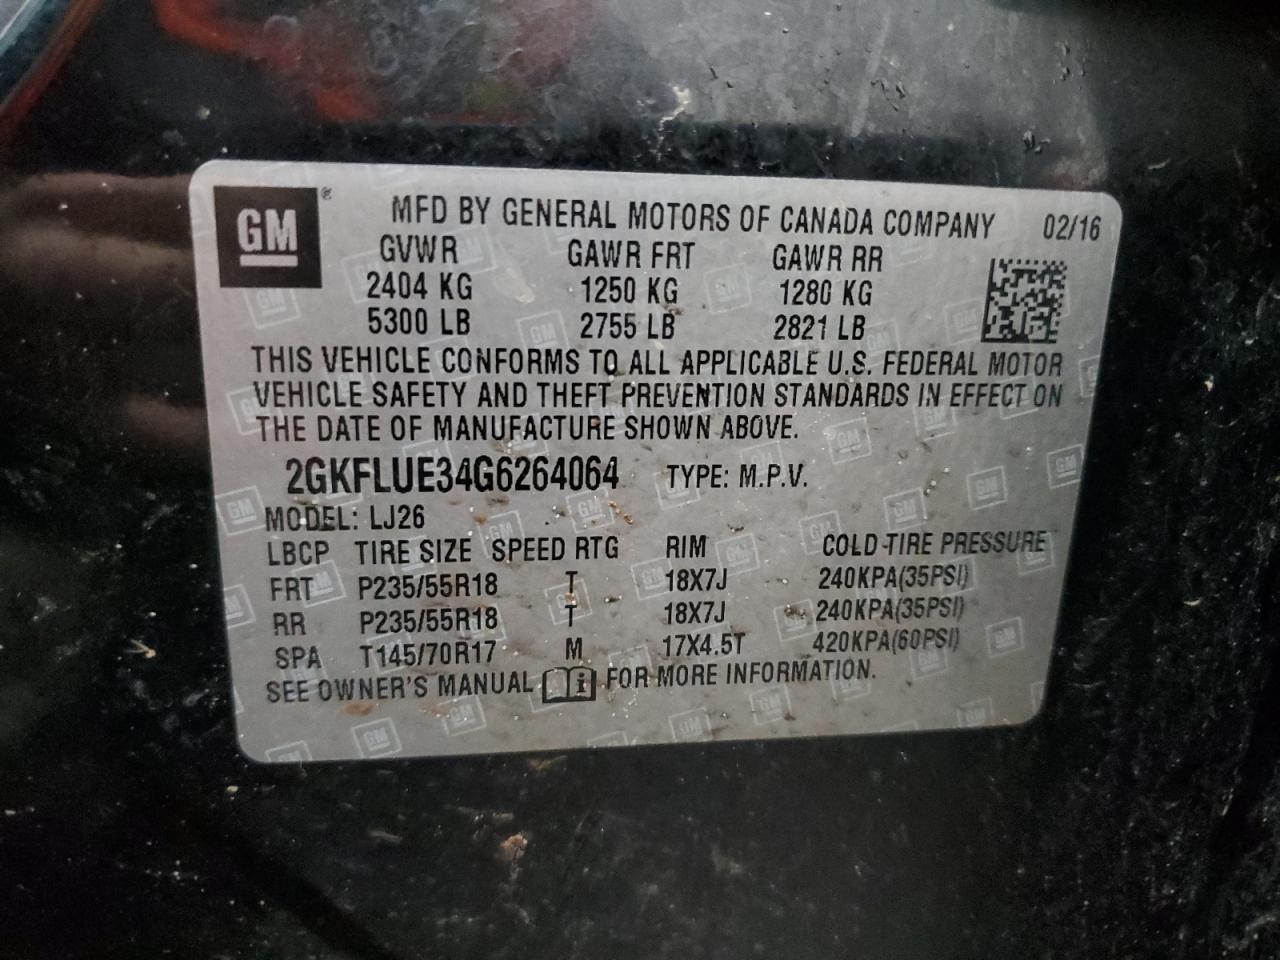 GM ®
MFD BY GENERAL MOTORS OF CANADA COMPANY 02/16
GVWR GAWR FRT GAWR RR
2404 KG 1250 KG 1280 KG
5300 LB 2755 LB 2821 LB
THIS VEHICLE CONFORMS TO ALL APPLICABLE U.S. FEDERAL MOTOR
VEHICLE SAFETY AND THEFT PREVENTION STANDARDS IN EFFECT ON
THE DATE OF MANUFACTURE SHOWN ABOVE.
2GKFLUE34G6264064 TYPE: M.P.V.
MODEL: LJ26
LBCP TIRE SIZE SPEED RTG RIM COLD TIRE PRESSURE
FRT P235/55R18 T 18X7J 240KPA(35PSI)
RR P235/55R18 T 18X7J 240KPA(35PSI)
SPA T145/70R17 M 17X4.5T 420KPA(60PSI)
SEE OWNER'S MANUAL i FOR MORE INFORMATION.